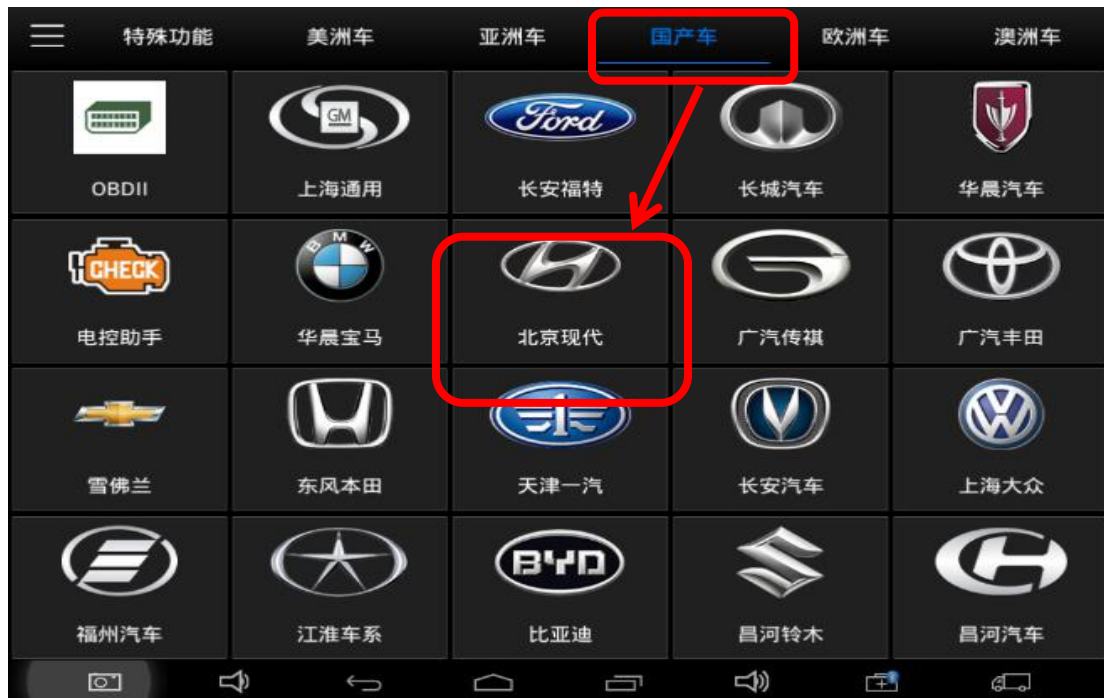 特殊功能 美洲车 亚洲车 国产车 欧洲车 澳洲车
GM Ford
OBDII 上海通用 长安福特 长城汽车 华晨汽车
CHECK BMW
电控助手 华晨宝马 北京现代 广汽传祺 广汽丰田
雪佛兰 东风本田 天津一汽 长安汽车 上海大众
BYD
福州汽车 江淮车系 比亚迪 昌河铃木 昌河汽车